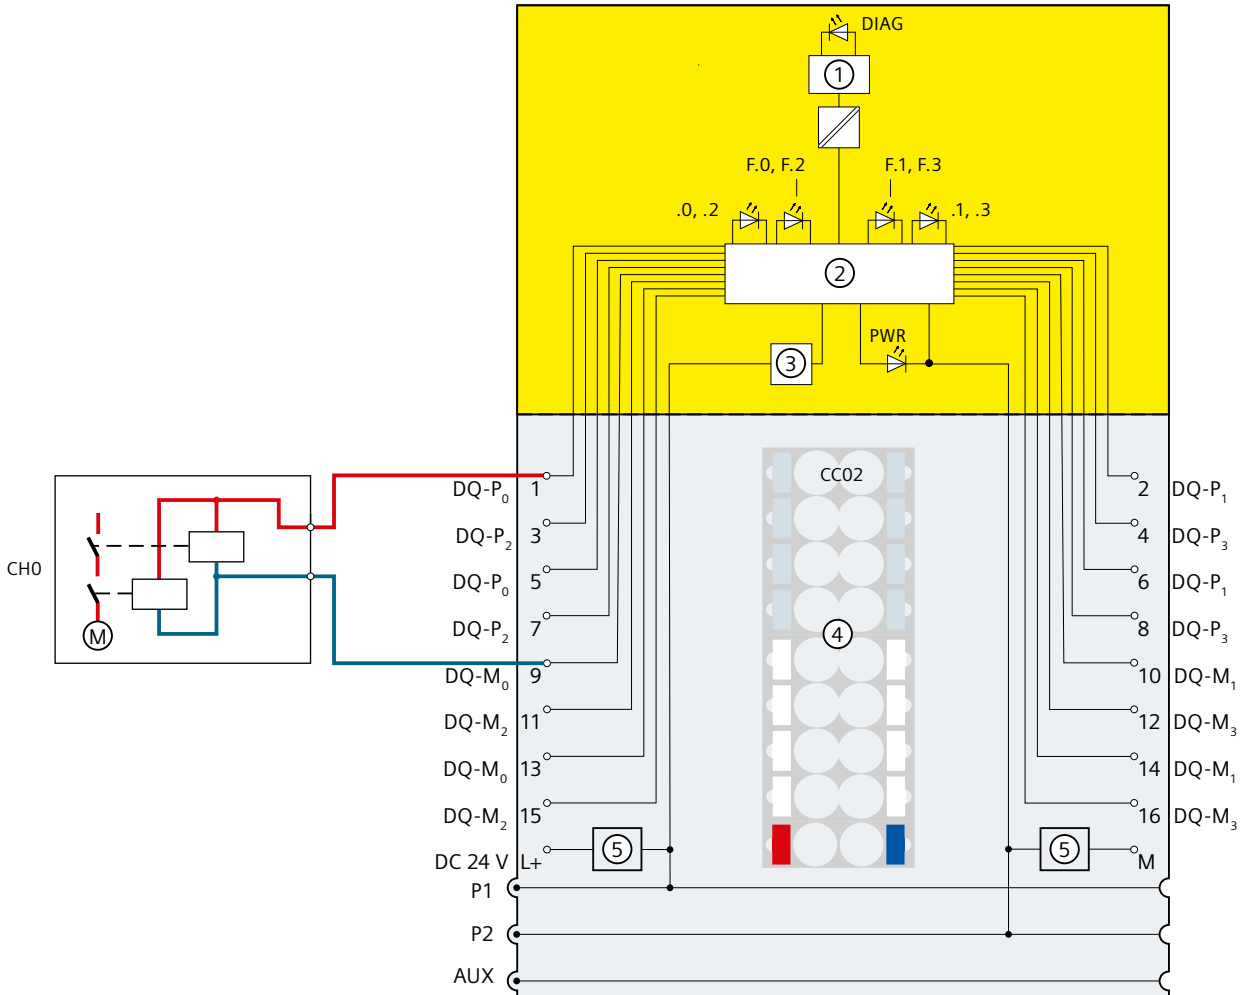 DIAG
1
F.0, F.2
F.1, F.3
.0, .2
.1, .3
2
PWR
3
CC02
DQ-P0 1
2 DQ-P1
DQ-P2 3
4 DQ-P3
CH0
DQ-P0 5
6 DQ-P1
DQ-P2 7
8 DQ-P3
M
4
DQ-M0 9
10 DQ-M1
DQ-M2 11
12 DQ-M3
DQ-M0 13
14 DQ-M1
DQ-M2 15
16 DQ-M3
DC 24 V L+
5
5
M
P1
P2
AUX